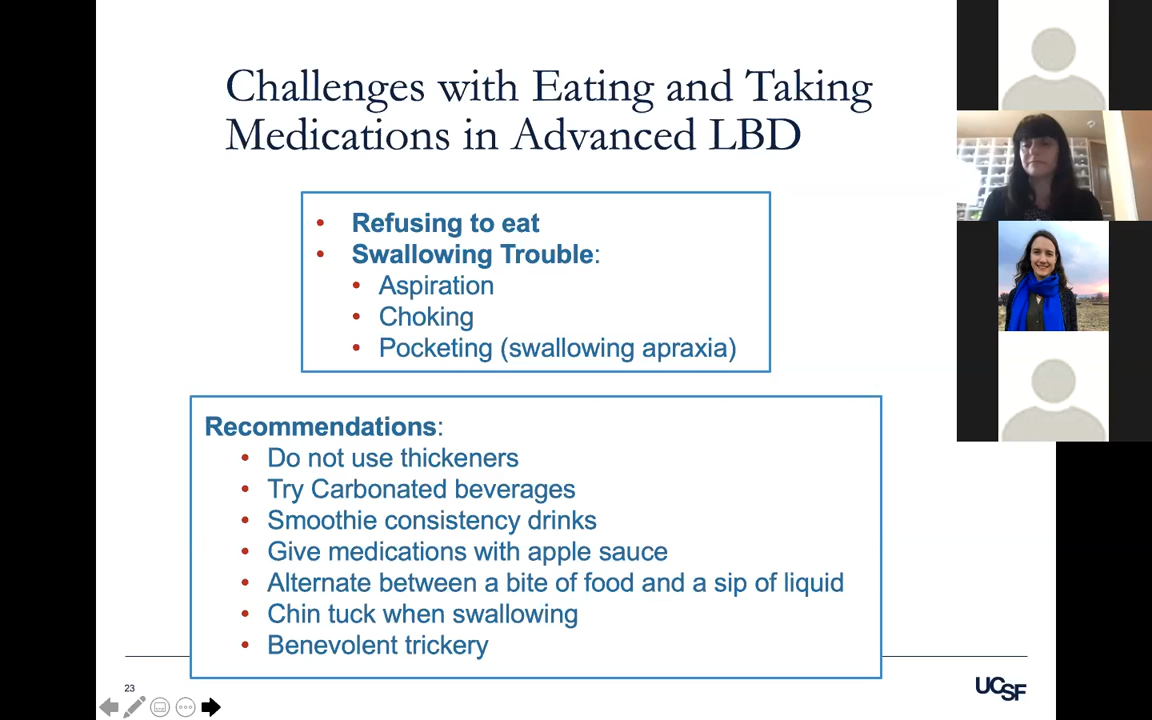 Challenges with Eating and Taking
Medications in Advanced LBD
• Refusing to eat
• Swallowing Trouble:
• Aspiration
• Choking
• Pocketing (swallowing apraxia)
Recommendations:
• Do not use thickeners
• Try Carbonated beverages
• Smoothie consistency drinks
• Give medications with apple sauce
• Alternate between a bite of food and a sip of liquid
• Chin tuck when swallowing
• Benevolent trickery
23
UCSF